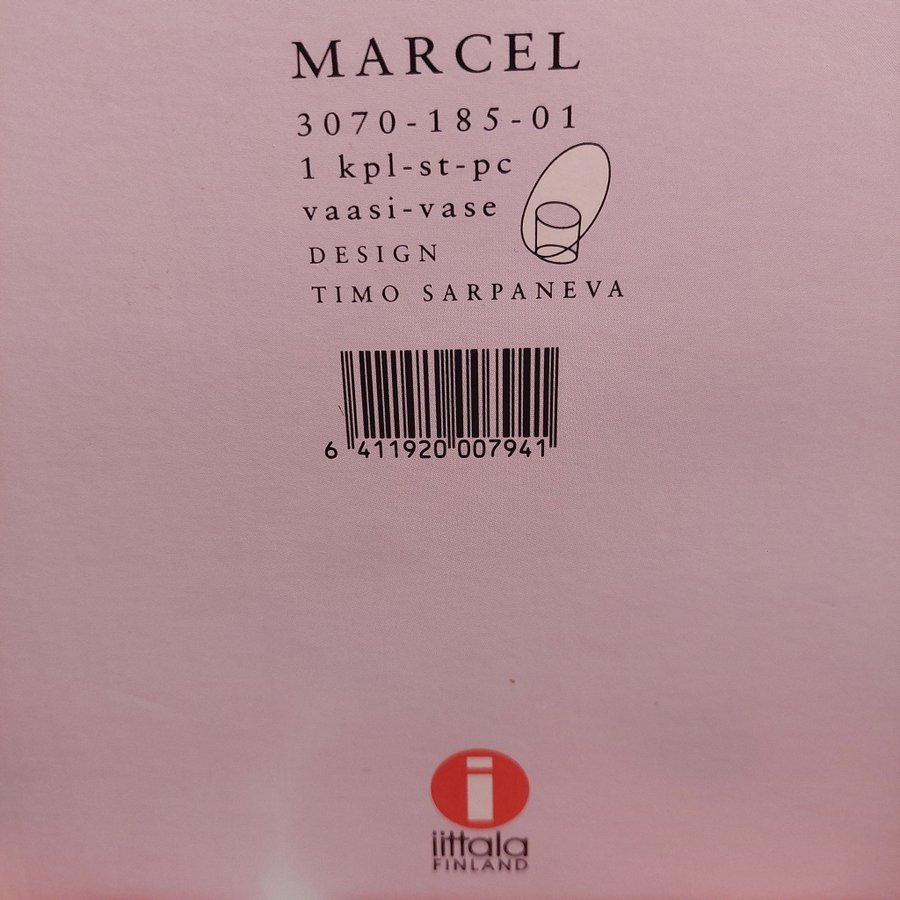 MARCEL
3070-185-01
1 kpl-st-pc
vaasi-vase
DESIGN
TIMO SARPANEVA
6 411920 007941
i
iittala
FINLAND